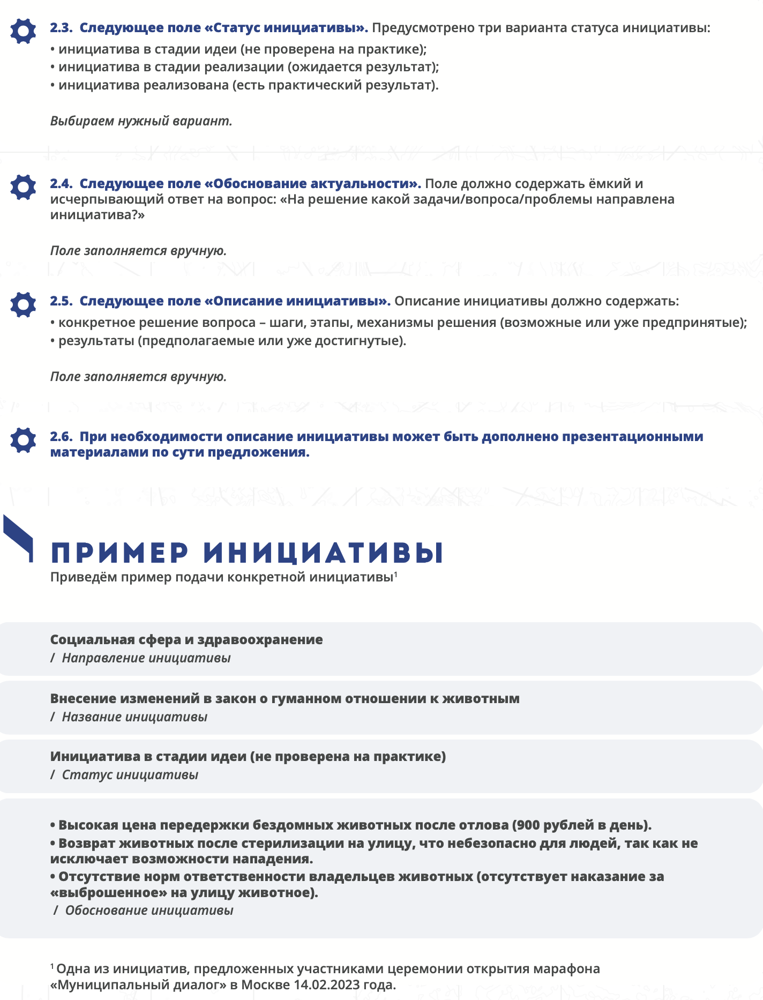 2.3. Следующее поле «Статус инициативы». Предусмотрено три варианта статуса инициативы:
• инициатива в стадии идеи (не проверена на практике);
• инициатива в стадии реализации (ожидается результат);
• инициатива реализована (есть практический результат).
Выбираем нужный вариант.
2.4. Следующее поле «Обоснование актуальности». Поле должно содержать ёмкий и
исчерпывающий ответ на вопрос: «На решение какой задачи/вопроса/проблемы направлена
инициатива?»
Поле заполняется вручную.
2.5. Следующее поле «Описание инициативы». Описание инициативы должно содержать:
• конкретное решение вопроса – шаги, этапы, механизмы решения (возможные или уже предпринятые);
• результаты (предполагаемые или уже достигнутые).
Поле заполняется вручную.
2.6. При необходимости описание инициативы может быть дополнено презентационными
материалами по сути предложения.
ПРИМЕР ИНИЦИАТИВЫ
Приведём пример подачи конкретной инициативы¹
Социальная сфера и здравоохранение
/ Направление инициативы
Внесение изменений в закон о гуманном отношении к животным
/ Название инициативы
Инициатива в стадии идеи (не проверена на практике)
/ Статус инициативы
• Высокая цена передержки бездомных животных после отлова (900 рублей в день).
• Возврат животных после стерилизации на улицу, что небезопасно для людей, так как не
исключает возможности нападения.
• Отсутствие норм ответственности владельцев животных (отсутствует наказание за
«выброшенное» на улицу животное).
/ Обоснование инициативы
¹ Одна из инициатив, предложенных участниками церемонии открытия марафона
«Муниципальный диалог» в Москве 14.02.2023 года.